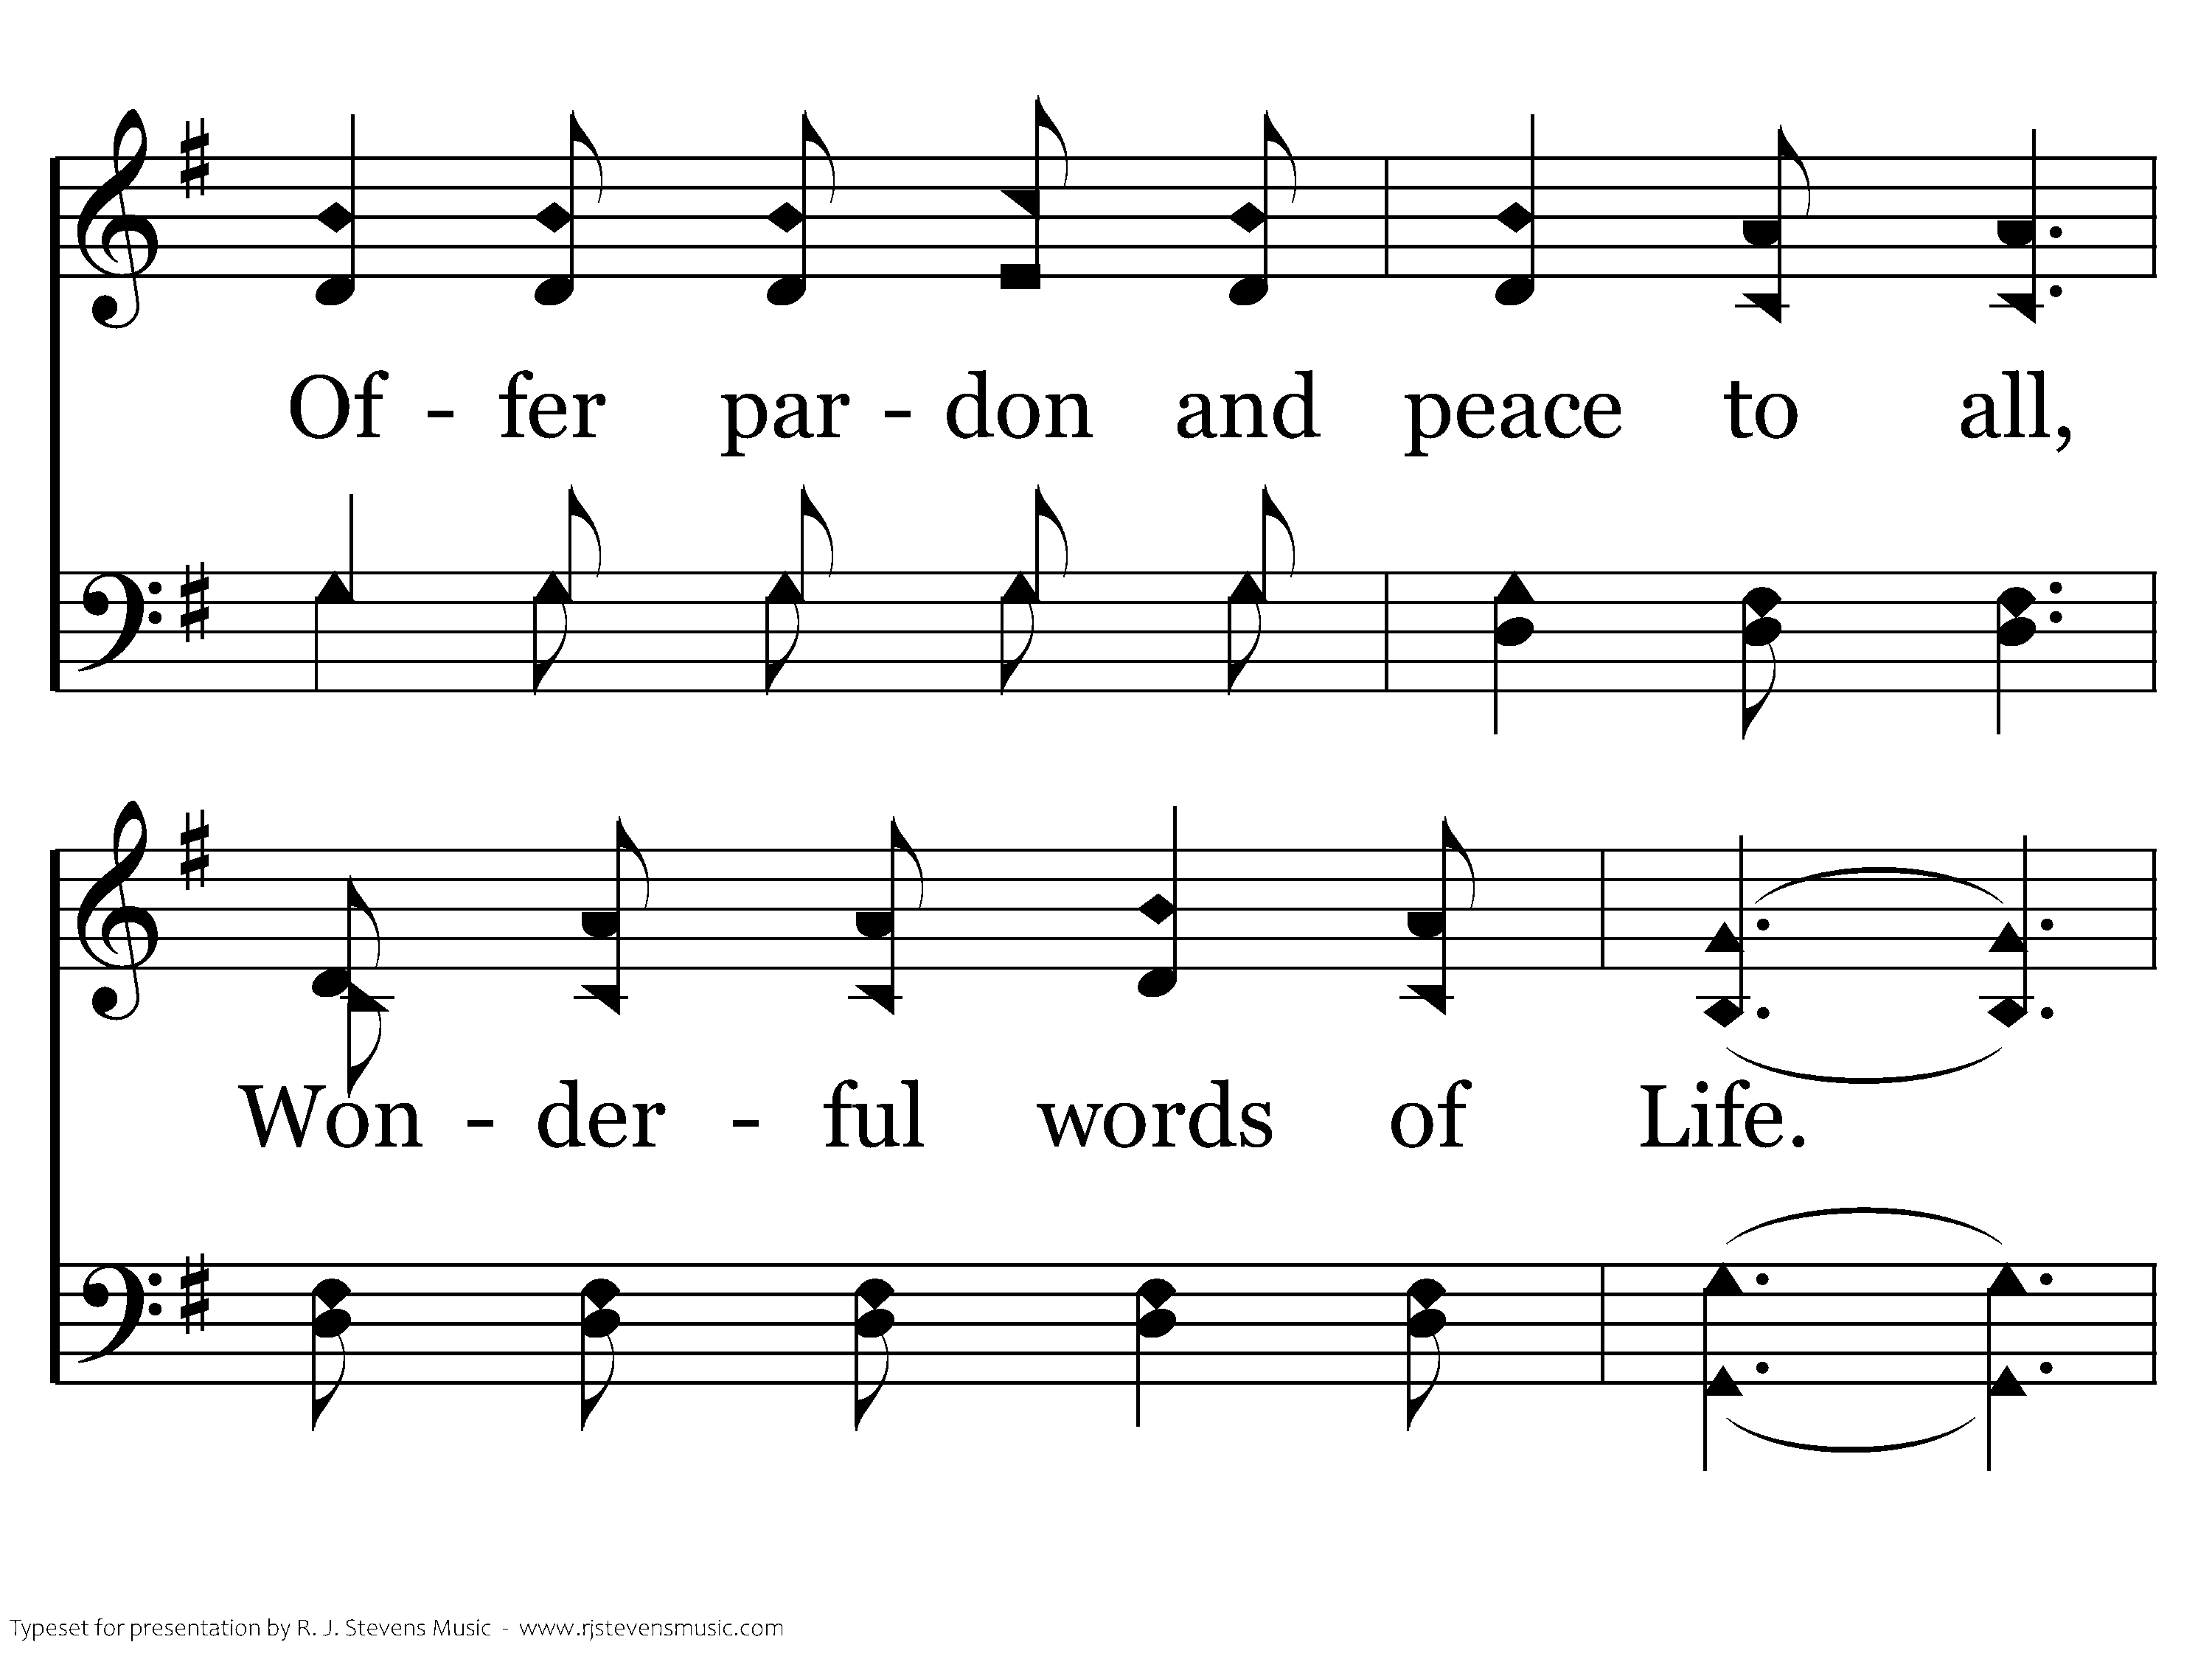 Of - fer par - don and peace to all,
Won - der - ful words of Life.
Typeset for presentation by R. J. Stevens Music - www.rjstevensmusic.com